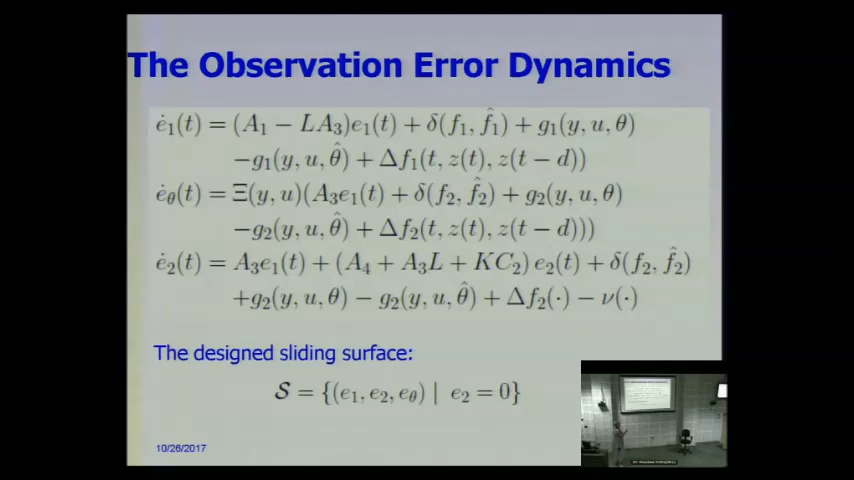 The Observation Error Dynamics
ė₁(t) = (A₁ − LA₃)e₁(t) + δ(f₁, f̂₁) + g₁(y, u, θ)
−g₁(y, u, θ̂) + Δf₁(t, z(t), z(t − d))
ė_θ(t) = Ξ(y, u)(A₃e₁(t) + δ(f₂, f̂₂) + g₂(y, u, θ)
−g₂(y, u, θ̂) + Δf₂(t, z(t), z(t − d)))
ė₂(t) = A₃e₁(t) + (A₄ + A₃L + KC₂) e₂(t) + δ(f₂, f̂₂)
+g₂(y, u, θ) − g₂(y, u, θ̂) + Δf₂(·) − ν(·)
The designed sliding surface:
𝒮 = {(e₁, e₂, e_θ) | e₂ = 0}
10/26/2017